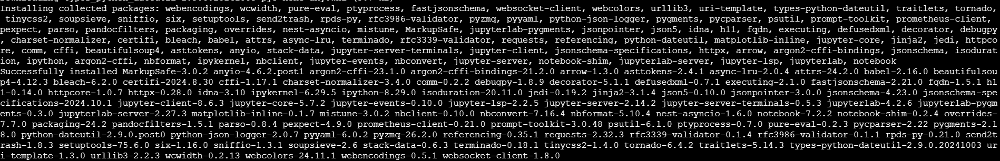 Installing collected packages: webencodings, wcwidth, pure-eval, ptyprocess, fastjsonschema, websocket-client, webcolors, urllib3, uri-template, types-python-dateutil, traitlets, tornado,
tinycss2, soupsieve, sniffio, six, setuptools, send2trash, rpds-py, rfc3986-validator, pyzmq, pyyaml, python-json-logger, pygments, pycparser, psutil, prompt-toolkit, prometheus-client,
pexpect, parso, pandocfilters, packaging, overrides, nest-asyncio, mistune, MarkupSafe, jupyterlab-pygments, jsonpointer, json5, idna, h11, fqdn, executing, defusedxml, decorator, debugpy
, charset-normalizer, certifi, bleach, babel, attrs, async-lru, terminado, rfc3339-validator, requests, referencing, python-dateutil, matplotlib-inline, jupyter-core, jinja2, jedi, httpco
re, comm, cffi, beautifulsoup4, asttokens, anyio, stack-data, jupyter-server-terminals, jupyter-client, jsonschema-specifications, httpx, arrow, argon2-cffi-bindings, jsonschema, isodurat
ion, ipython, argon2-cffi, nbformat, ipykernel, nbclient, jupyter-events, nbconvert, jupyter-server, notebook-shim, jupyterlab-server, jupyter-lsp, jupyterlab, notebook
Successfully installed MarkupSafe-3.0.2 anyio-4.6.2.post1 argon2-cffi-23.1.0 argon2-cffi-bindings-21.2.0 arrow-1.3.0 asttokens-2.4.1 async-lru-2.0.4 attrs-24.2.0 babel-2.16.0 beautifulsou
p4-4.12.3 bleach-6.2.0 certifi-2024.8.30 cffi-1.17.1 charset-normalizer-3.4.0 comm-0.2.2 debugpy-1.8.9 decorator-5.1.1 defusedxml-0.7.1 executing-2.1.0 fastjsonschema-2.21.0 fqdn-1.5.1 h1
1-0.14.0 httpcore-1.0.7 httpx-0.28.0 idna-3.10 ipykernel-6.29.5 ipython-8.29.0 isoduration-20.11.0 jedi-0.19.2 jinja2-3.1.4 json5-0.10.0 jsonpointer-3.0.0 jsonschema-4.23.0 jsonschema-spe
cifications-2024.10.1 jupyter-client-8.6.3 jupyter-core-5.7.2 jupyter-events-0.10.0 jupyter-lsp-2.2.5 jupyter-server-2.14.2 jupyter-server-terminals-0.5.3 jupyterlab-4.2.6 jupyterlab-pygm
ents-0.3.0 jupyterlab-server-2.27.3 matplotlib-inline-0.1.7 mistune-3.0.2 nbclient-0.10.0 nbconvert-7.16.4 nbformat-5.10.4 nest-asyncio-1.6.0 notebook-7.2.2 notebook-shim-0.2.4 overrides-
7.7.0 packaging-24.2 pandocfilters-1.5.1 parso-0.8.4 pexpect-4.9.0 prometheus-client-0.21.0 prompt-toolkit-3.0.48 psutil-6.1.0 ptyprocess-0.7.0 pure-eval-0.2.3 pycparser-2.22 pygments-2.1
8.0 python-dateutil-2.9.0.post0 python-json-logger-2.0.7 pyyaml-6.0.2 pyzmq-26.2.0 referencing-0.35.1 requests-2.32.3 rfc3339-validator-0.1.4 rfc3986-validator-0.1.1 rpds-py-0.21.0 send2t
rash-1.8.3 setuptools-75.6.0 six-1.16.0 sniffio-1.3.1 soupsieve-2.6 stack-data-0.6.3 terminado-0.18.1 tinycss2-1.4.0 tornado-6.4.2 traitlets-5.14.3 types-python-dateutil-2.9.0.20241003 ur
i-template-1.3.0 urllib3-2.2.3 wcwidth-0.2.13 webcolors-24.11.1 webencodings-0.5.1 websocket-client-1.8.0